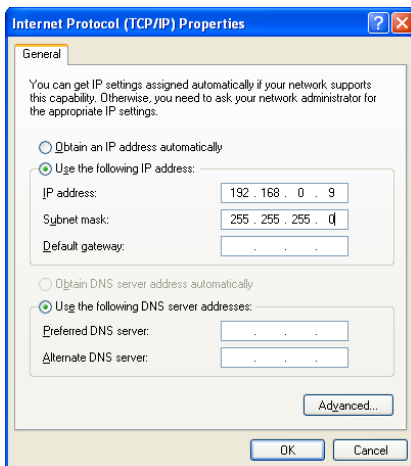 Internet Protocol (TCP/IP) Properties
General
You can get IP settings assigned automatically if your network supports
this capability. Otherwise, you need to ask your network administrator for
the appropriate IP settings.
Obtain an IP address automatically
Use the following IP address:
IP address: 192 . 168 . 0 . 9
Subnet mask: 255 . 255 . 255 . 0
Default gateway: . . .
Obtain DNS server address automatically
Use the following DNS server addresses:
Preferred DNS server: . . .
Alternate DNS server: . . .
Advanced...
OK Cancel